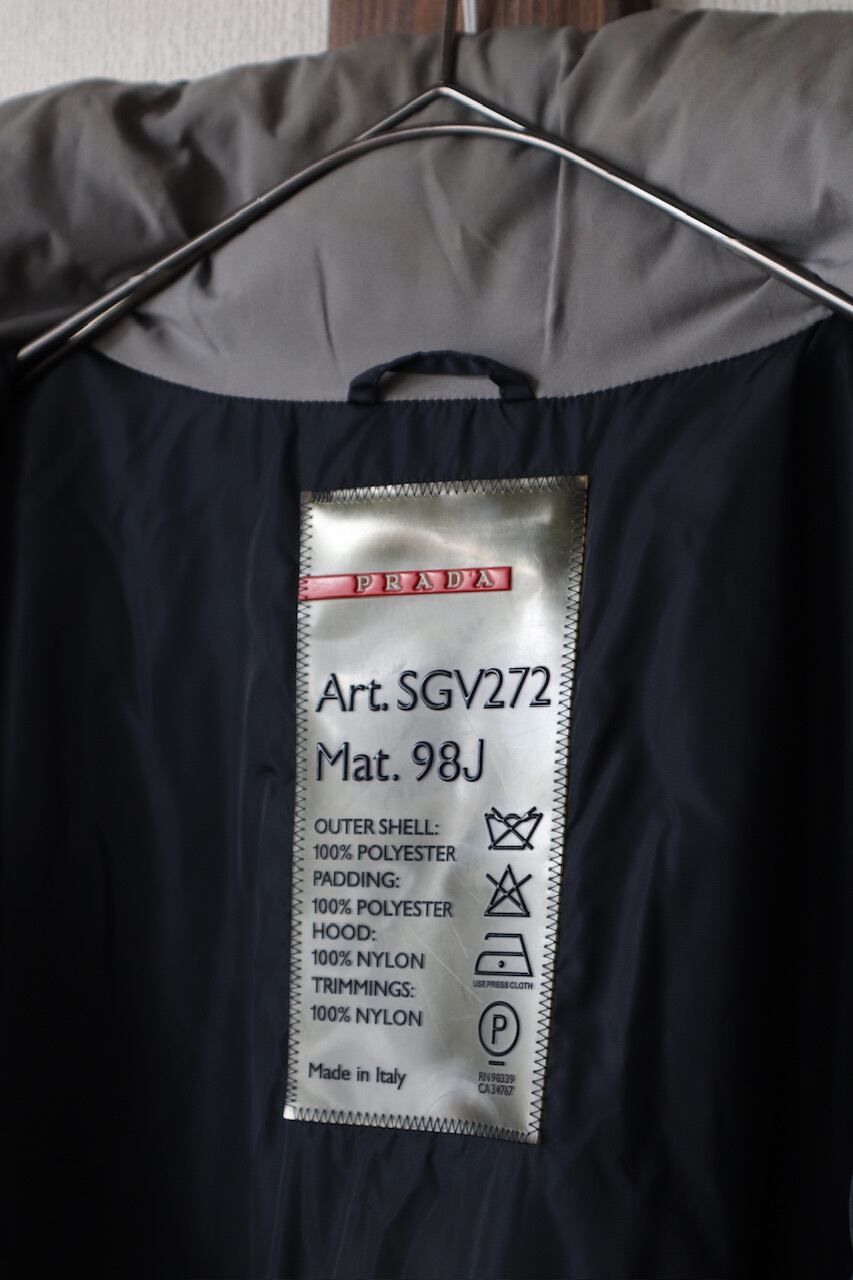 PRADA
Art. SGV272
Mat. 98J
OUTER SHELL:
100% POLYESTER
PADDING:
100% POLYESTER
HOOD:
100% NYLON
TRIMMINGS:
100% NYLON
USE PRESS CLOTH
P
Made in Italy
RN 98339
CA 34767